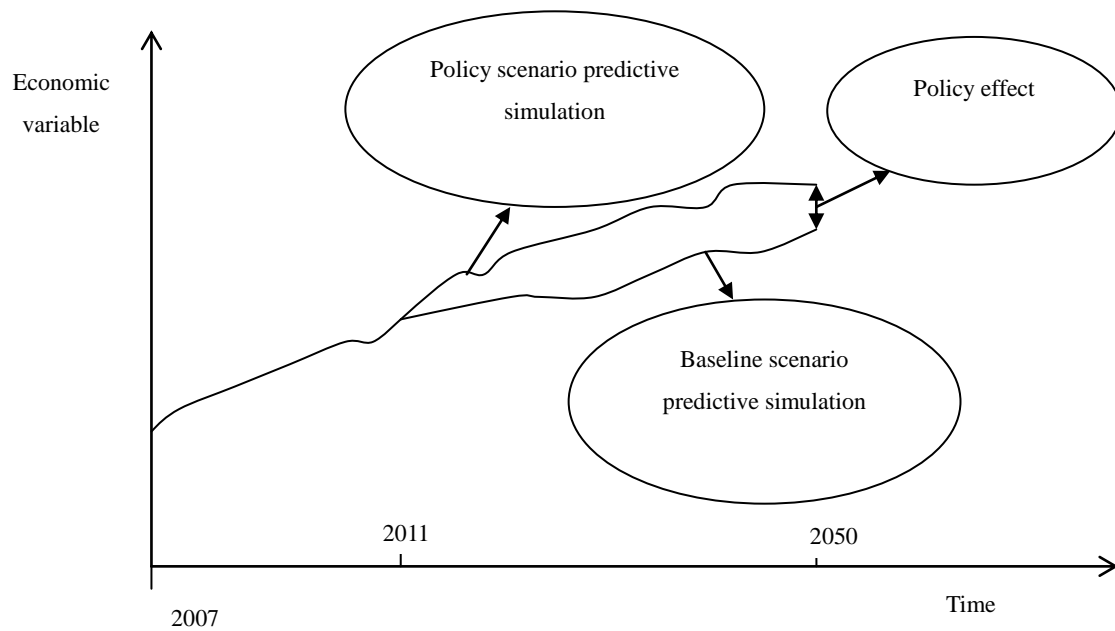 Economic
variable
Policy scenario predictive
simulation
Policy effect
Baseline scenario
predictive simulation
2011
2050
2007
Time